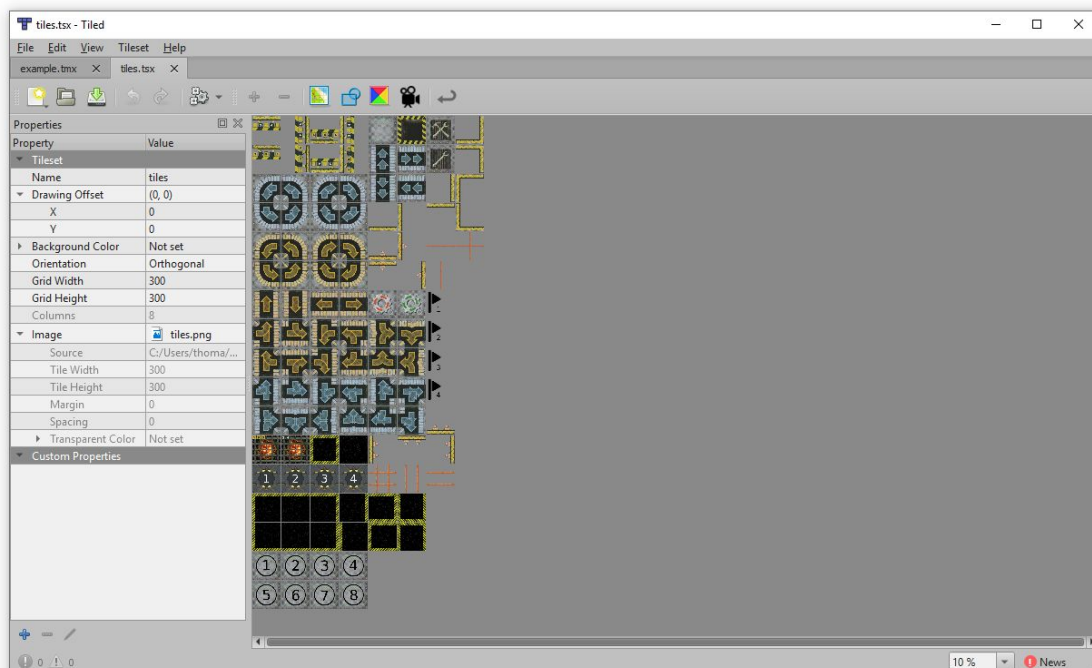 tiles.tsx - Tiled
File Edit View Tileset Help
example.tmx tiles.tsx
Properties
Property Value
Tileset
Name tiles
Drawing Offset (0, 0)
X 0
Y 0
Background Color Not set
Orientation Orthogonal
Grid Width 300
Grid Height 300
Columns 8
Image tiles.png
Source C:/Users/thoma/...
Tile Width 300
Tile Height 300
Margin 0
Spacing 0
Transparent Color Not set
Custom Properties
1
2
3
4
1 2 3 4
1 2 3 4
5 6 7 8
0 0
10 % News